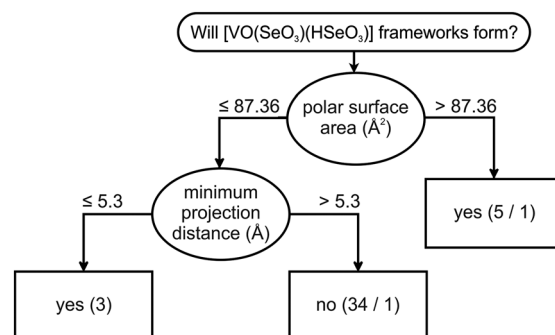 Will [VO(SeO₃)(HSeO₃)] frameworks form?
≤ 87.36
polar surface
area (Å²)
> 87.36
≤ 5.3
minimum
projection
distance (Å)
> 5.3
yes (5 / 1)
yes (3)
no (34 / 1)